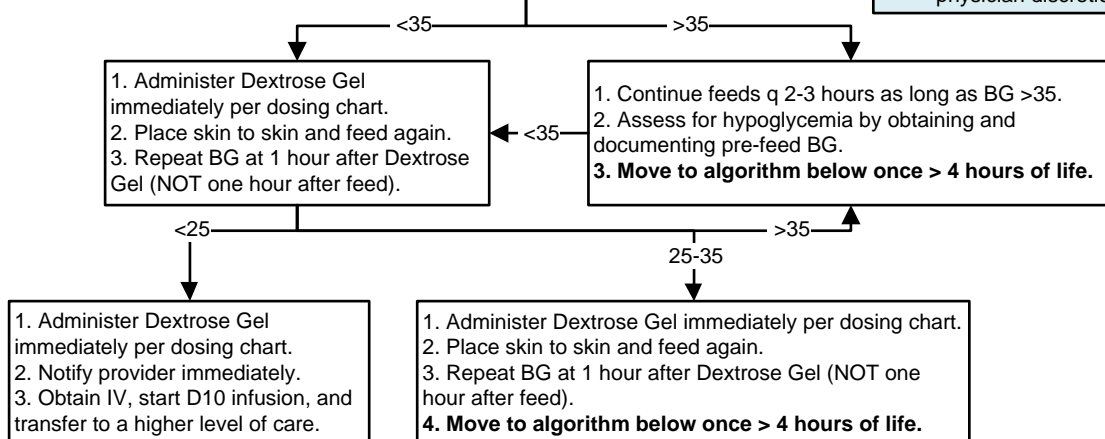 physician discretio
<35
>35
1. Administer Dextrose Gel
immediately per dosing chart.
2. Place skin to skin and feed again.
3. Repeat BG at 1 hour after Dextrose
Gel (NOT one hour after feed).
<35
1. Continue feeds q 2-3 hours as long as BG >35.
2. Assess for hypoglycemia by obtaining and
documenting pre-feed BG.
3. Move to algorithm below once > 4 hours of life.
<25
>35
25-35
1. Administer Dextrose Gel
immediately per dosing chart.
2. Notify provider immediately.
3. Obtain IV, start D10 infusion, and
transfer to a higher level of care.
1. Administer Dextrose Gel immediately per dosing chart.
2. Place skin to skin and feed again.
3. Repeat BG at 1 hour after Dextrose Gel (NOT one
hour after feed).
4. Move to algorithm below once > 4 hours of life.